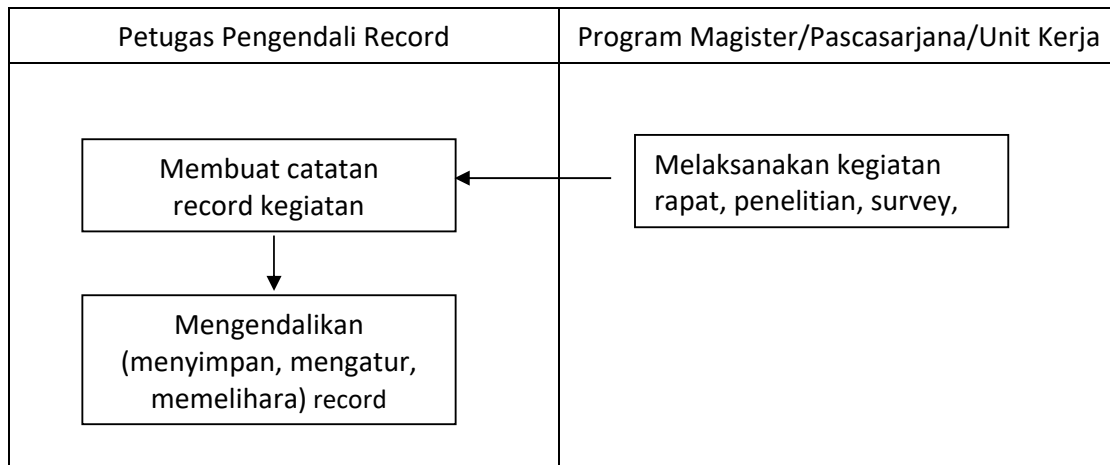 Petugas Pengendali Record
Program Magister/Pascasarjana/Unit Kerja
Membuat catatan
record kegiatan
Melaksanakan kegiatan
rapat, penelitian, survey,
Mengendalikan
(menyimpan, mengatur,
memelihara) record